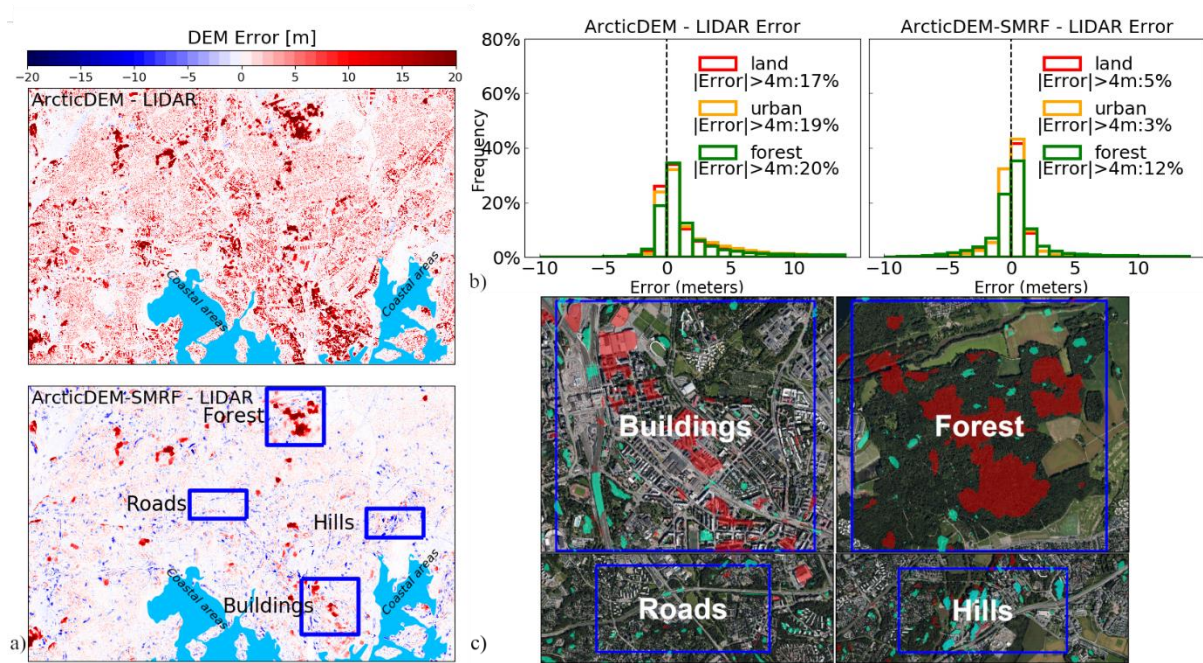 DEM Error [m]
−20 −15 −10 −5 0 5 10 15 20
ArcticDEM - LIDAR
Coastal areas
Coastal areas
ArcticDEM-SMRF - LIDAR
Forest
Roads
Hills
Buildings
Coastal areas
Coastal areas
a)
ArcticDEM - LIDAR Error
80%
60%
40%
20%
0%
Frequency
land
|Error|>4m:17%
urban
|Error|>4m:19%
forest
|Error|>4m:20%
−10 −5 0 5 10
Error (meters)
b)
ArcticDEM-SMRF - LIDAR Error
land
|Error|>4m:5%
urban
|Error|>4m:3%
forest
|Error|>4m:12%
−10 −5 0 5 10
Error (meters)
Buildings
Forest
Roads
Hills
c)